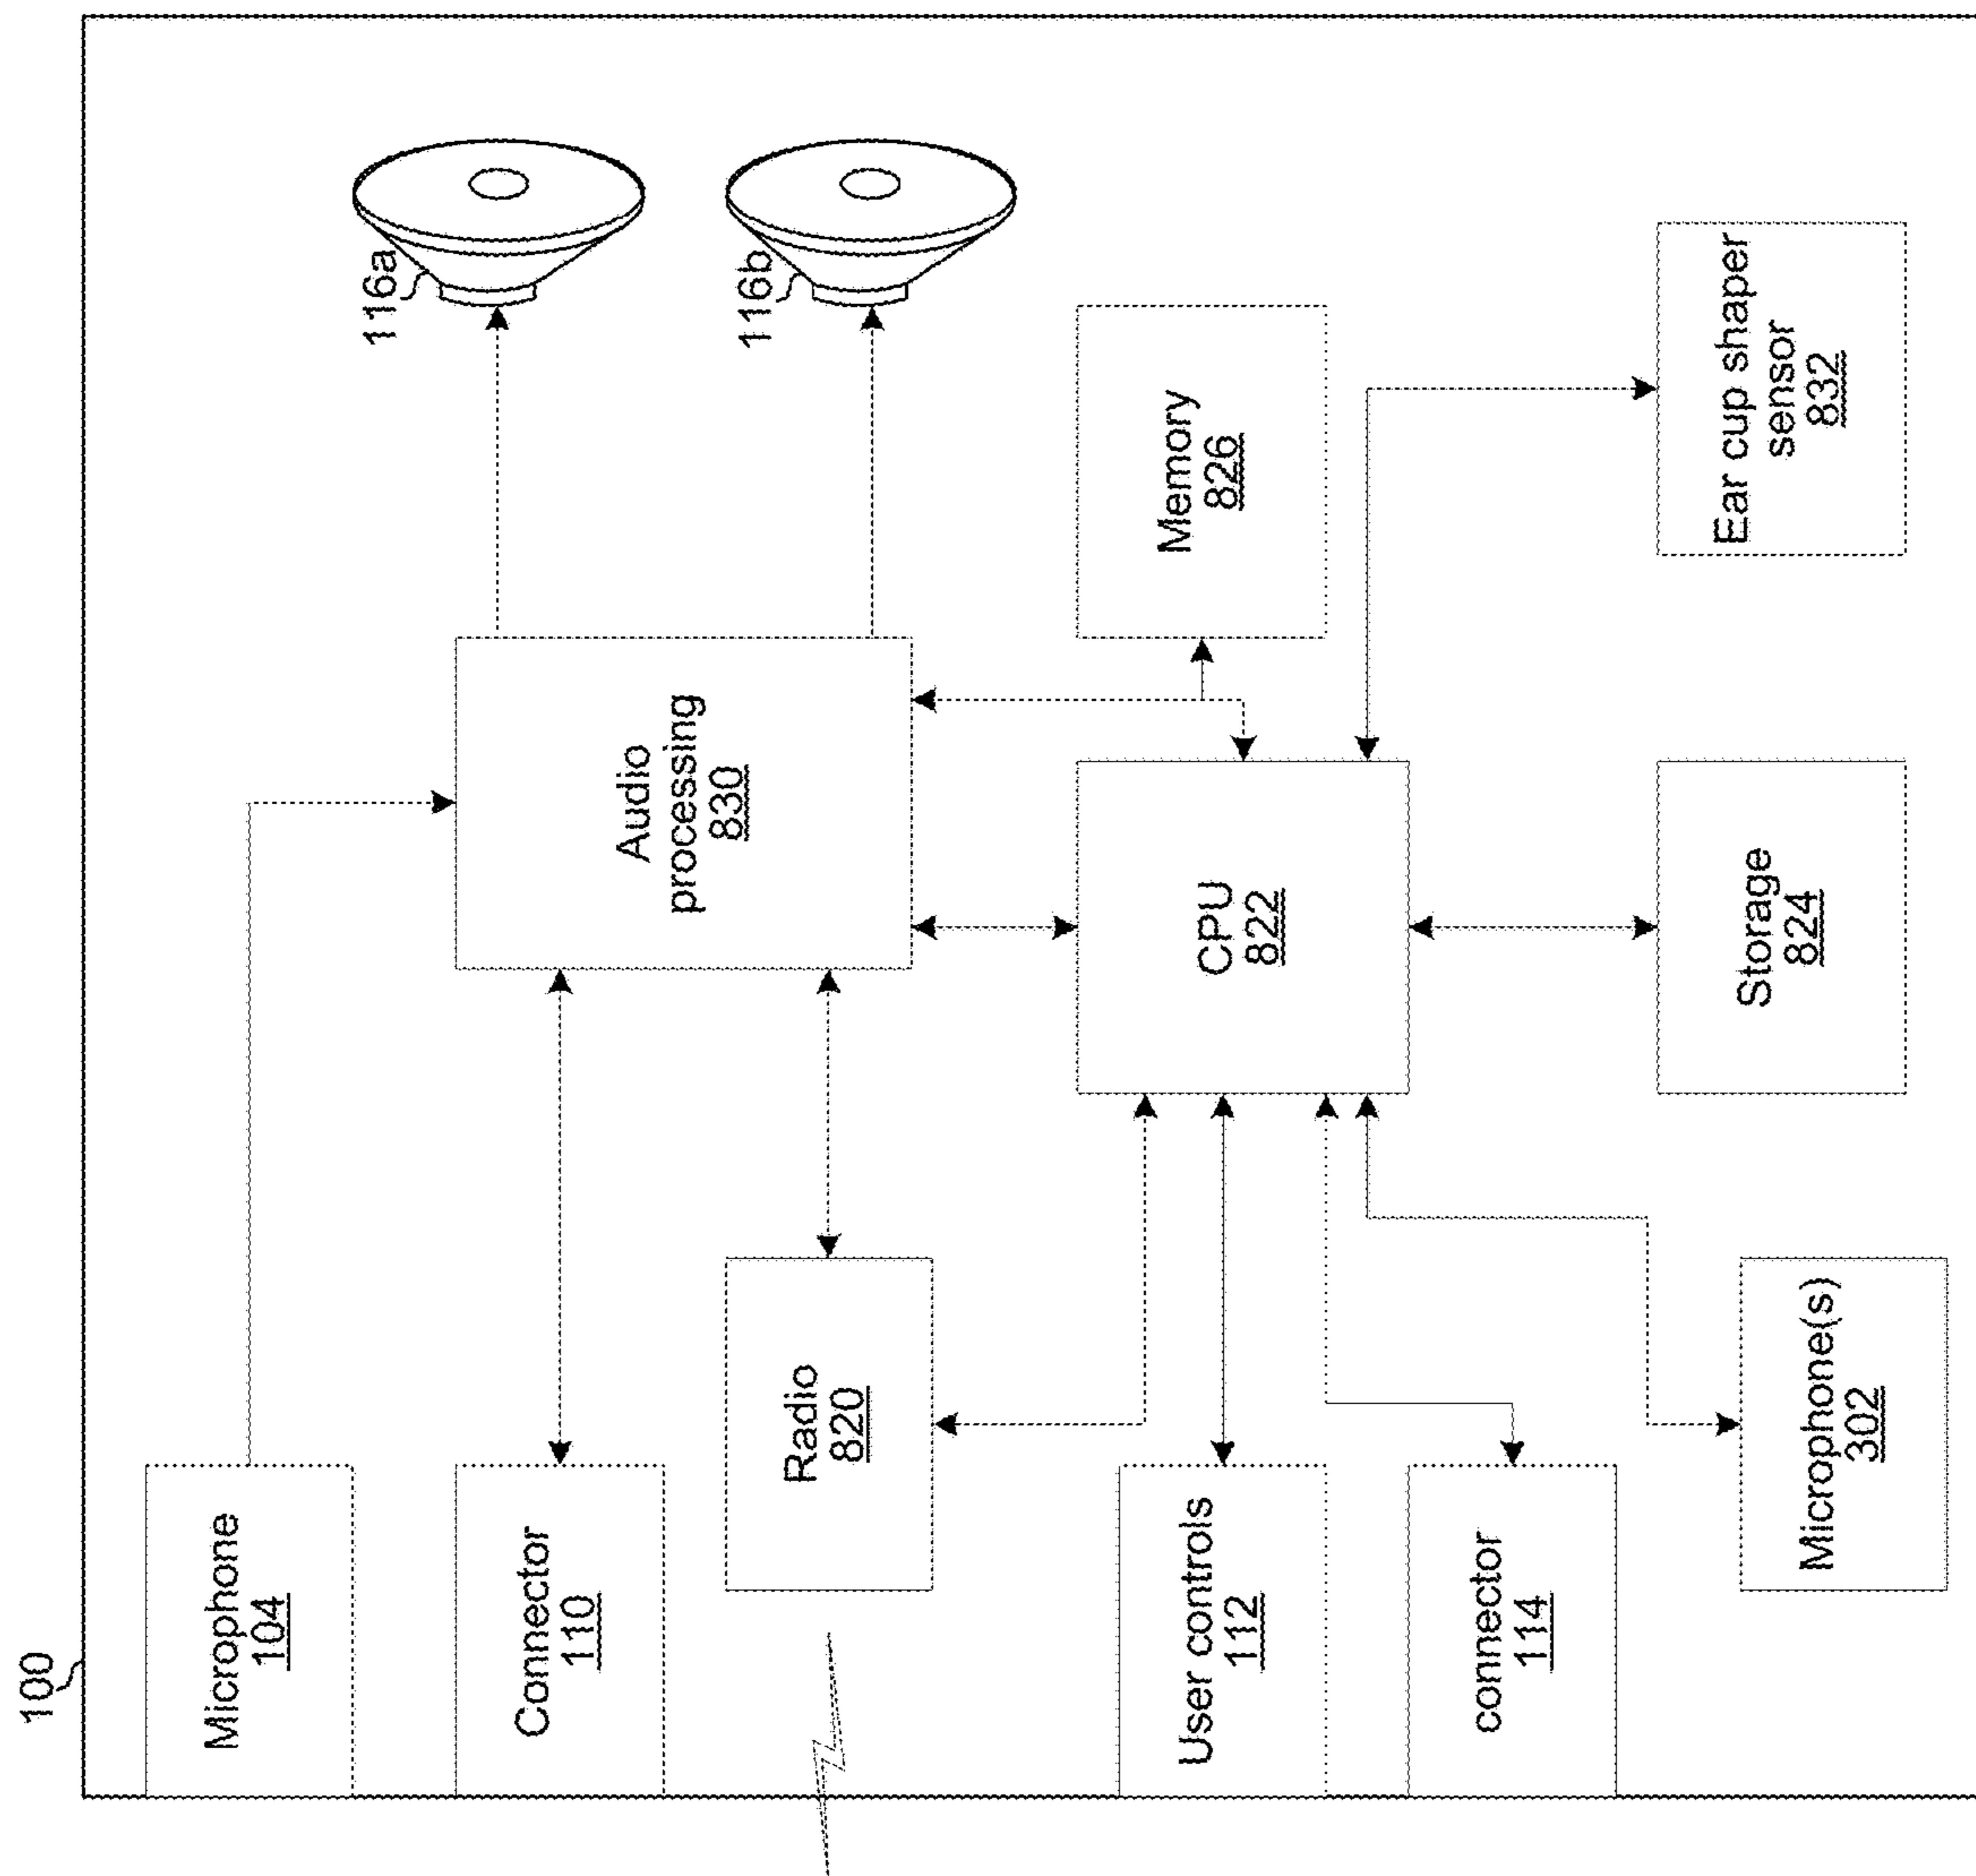 100
Microphone
104
Connector
110
Radio
820
User controls
112
connector
114
Microphone(s)
302
Audio
processing
830
CPU
822
Storage
824
Memory
826
Ear cup shaper
sensor
832
116a
116b